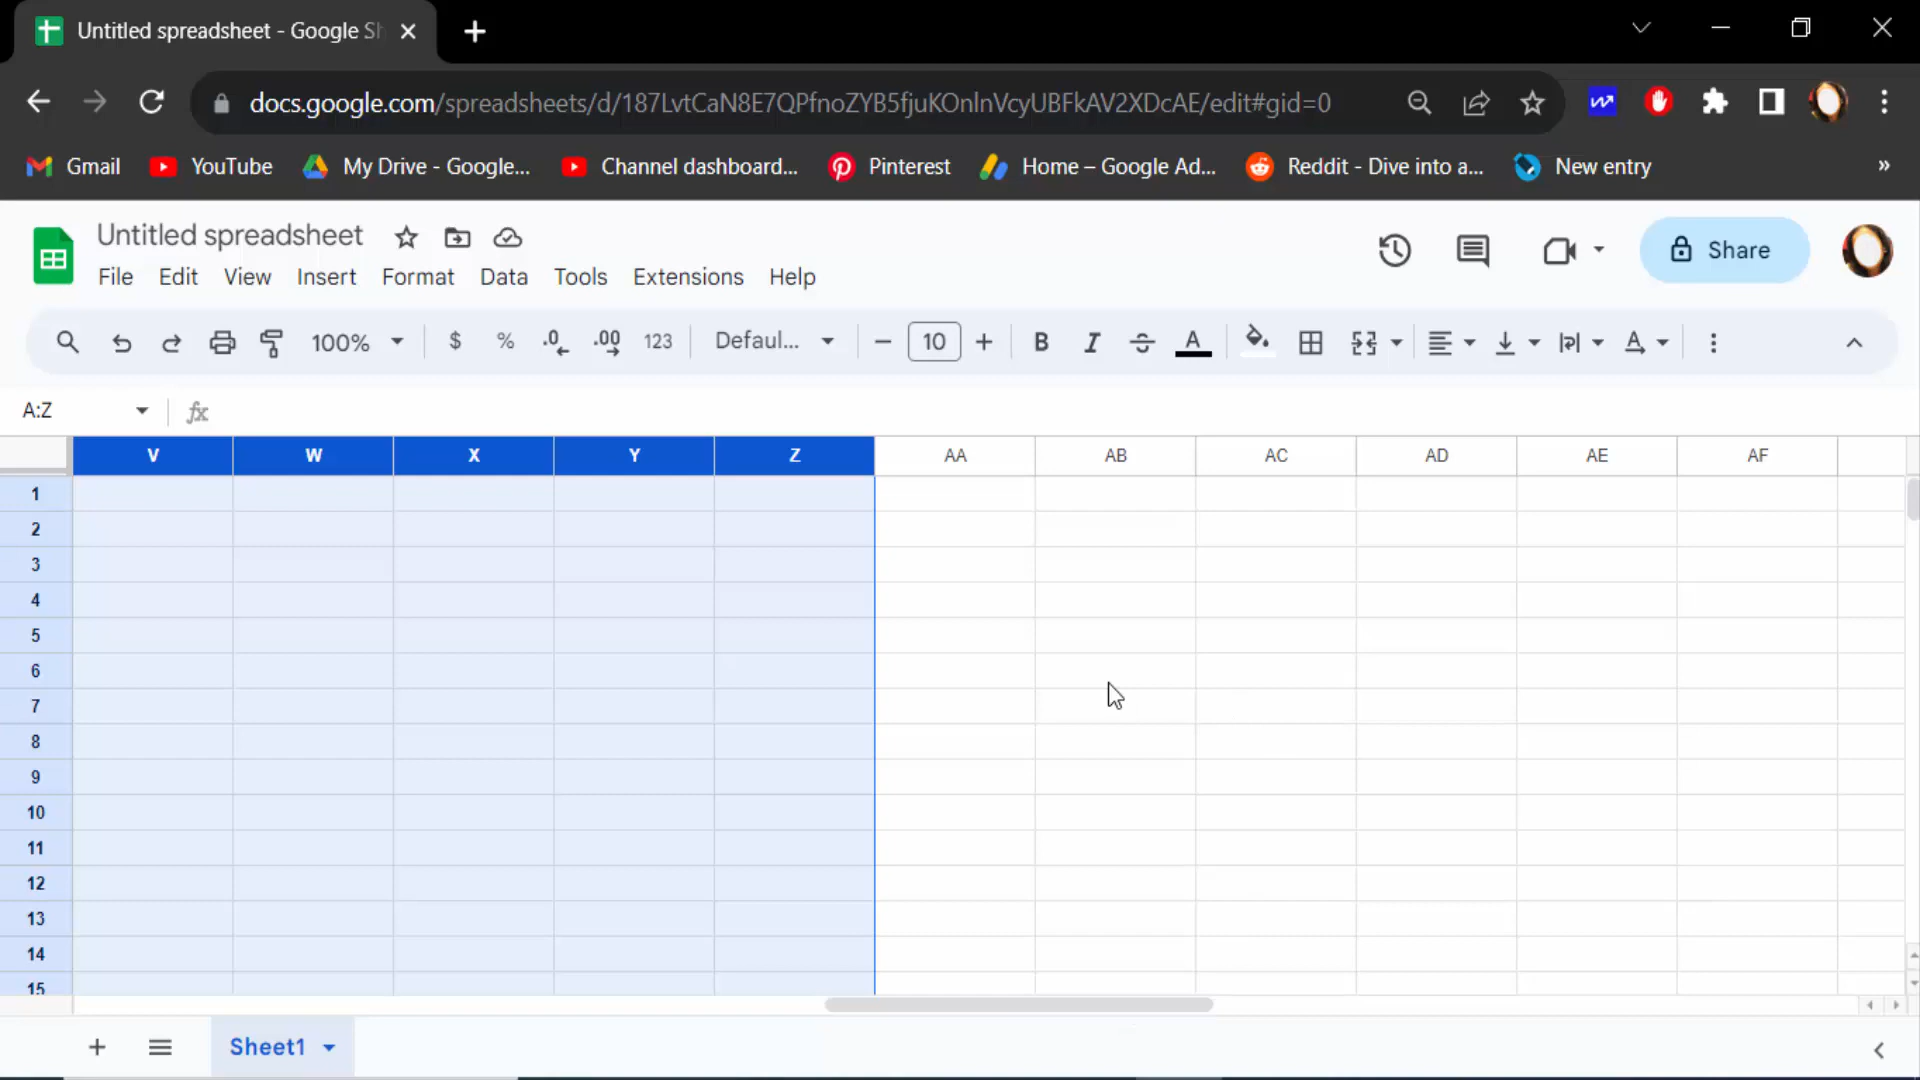 Untitled spreadsheet - Google Sh
docs.google.com/spreadsheets/d/187LvtCaN8E7QPfnoZYB5fjuKOnlnVcyUBFkAV2XDcAE/edit#gid=0
Gmail YouTube My Drive - Google... Channel dashboard... Pinterest Home – Google Ad... Reddit - Dive into a... New entry »
Untitled spreadsheet
File Edit View Insert Format Data Tools Extensions Help
Share
100% $ % .0 .00 123 Defaul... 10 B I A A
A:Z fx
V W X Y Z AA AB AC AD AE AF
1
2
3
4
5
6
7
8
9
10
11
12
13
14
15
Sheet1